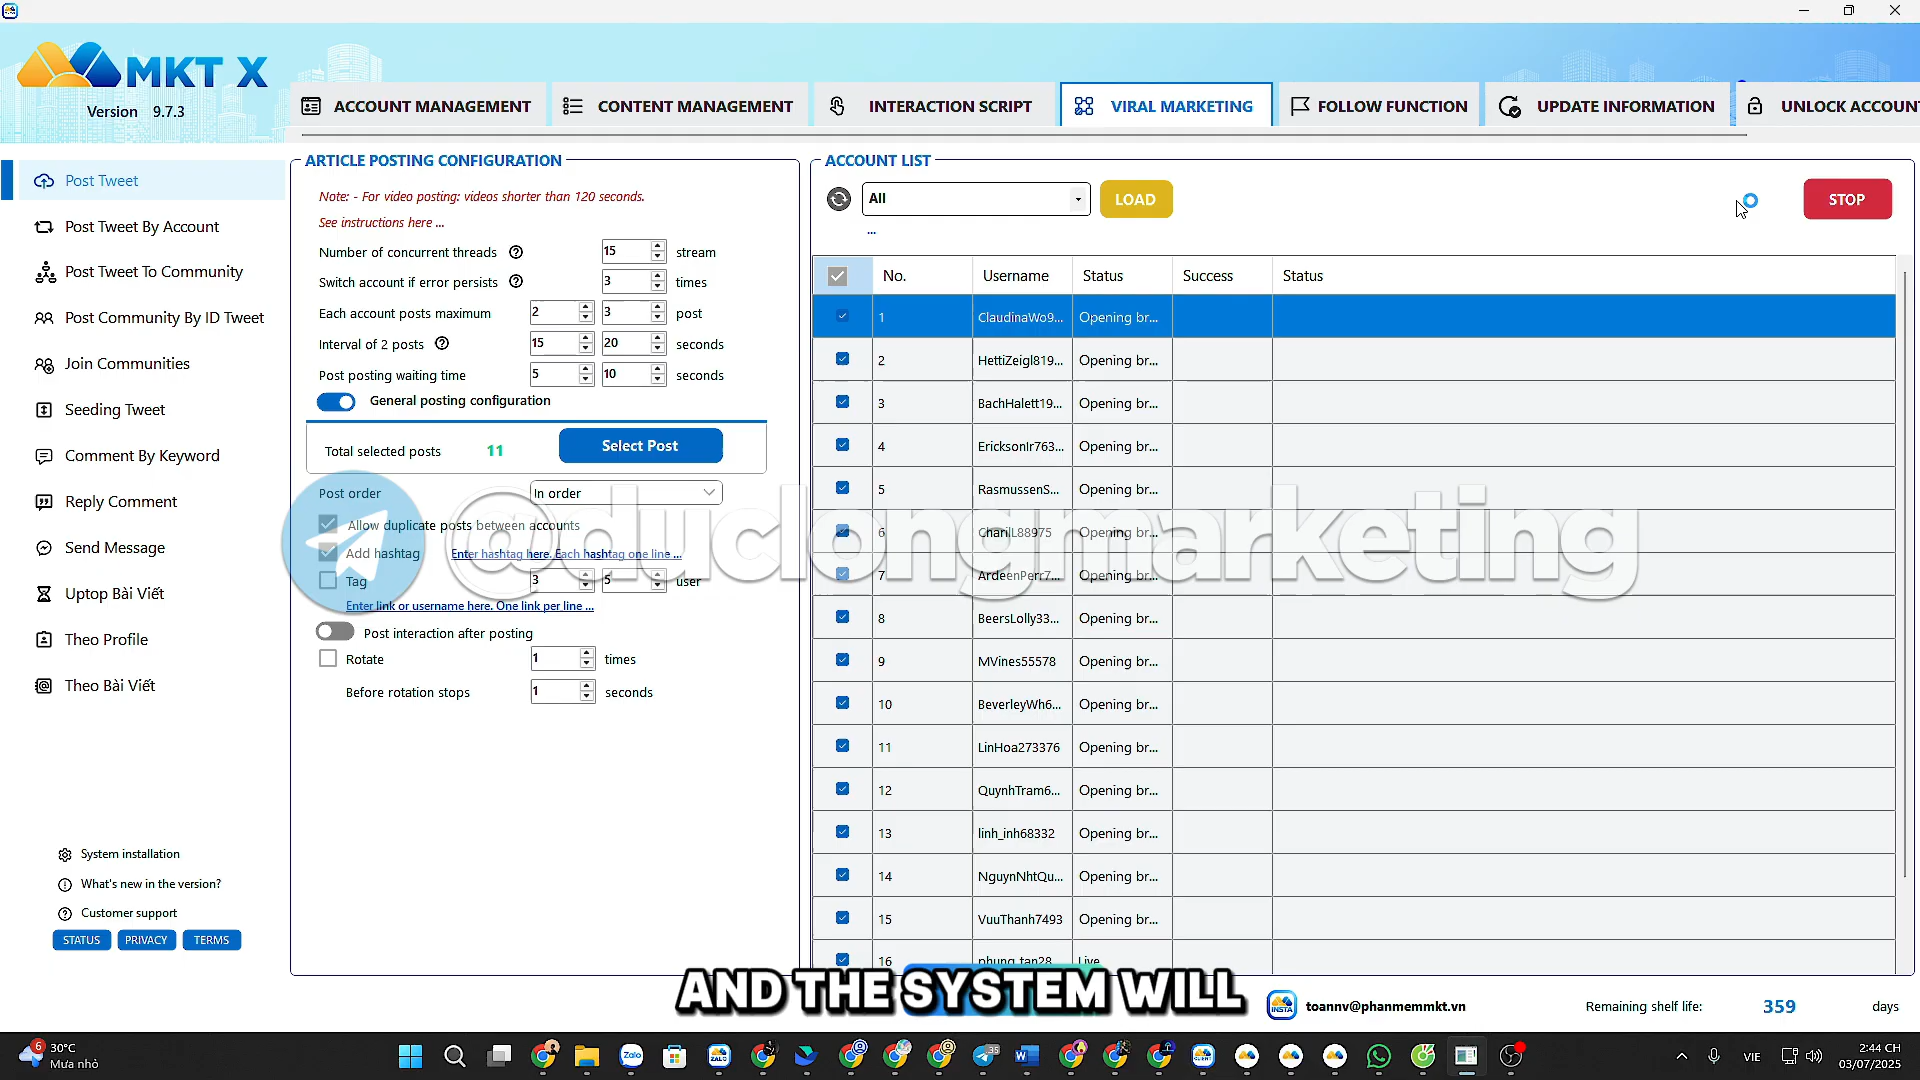 MKT X
Version 9.7.3
ACCOUNT MANAGEMENT
CONTENT MANAGEMENT
INTERACTION SCRIPT
VIRAL MARKETING
FOLLOW FUNCTION
UPDATE INFORMATION
UNLOCK ACCOUNT
Post Tweet
Post Tweet By Account
Post Tweet To Community
Post Community By ID Tweet
Join Communities
Seeding Tweet
Comment By Keyword
Reply Comment
Send Message
Uptop Bài Viết
Theo Profile
Theo Bài Viết
System installation
What's new in the version?
Customer support
STATUS PRIVACY TERMS
ARTICLE POSTING CONFIGURATION
Note: - For video posting: videos shorter than 120 seconds.
See instructions here ...
Number of concurrent threads 15 stream
Switch account if error persists 3 times
Each account posts maximum 2 3 post
Interval of 2 posts 15 20 seconds
Post posting waiting time 5 10 seconds
General posting configuration
Total selected posts 11 Select Post
Post order In order
Allow duplicate posts between accounts
Add hashtag Enter hashtag here. Each hashtag one line ...
Tag 3 5 user
Enter link or username here. One link per line ...
Post interaction after posting
Rotate 1 times
Before rotation stops 1 seconds
ACCOUNT LIST
All LOAD STOP
...
No. Username Status Success Status
1 ClaudinaWo9... Opening br...
2 HettiZeigl819... Opening br...
3 BachHalett19... Opening br...
4 EricksonIr763... Opening br...
5 RasmussenS... Opening br...
6 CharilL88975 Opening br...
7 ArdeenPerr7... Opening br...
8 BeersLolly33... Opening br...
9 MVines55578 Opening br...
10 BeverleyWh6... Opening br...
11 LinHoa273376 Opening br...
12 QuynhTram6... Opening br...
13 linh_inh68332 Opening br...
14 NguynNhtQu... Opening br...
15 VuuThanh7493 Opening br...
16 phung_tan28 Live
@duclongmarketing
AND THE SYSTEM WILL
INSTA
toannv@phanmemmkt.vn
Remaining shelf life: 359 days
6
30°C
Mưa nhỏ
Zalo
ZALO
35
VIE
2:44 CH
03/07/2025